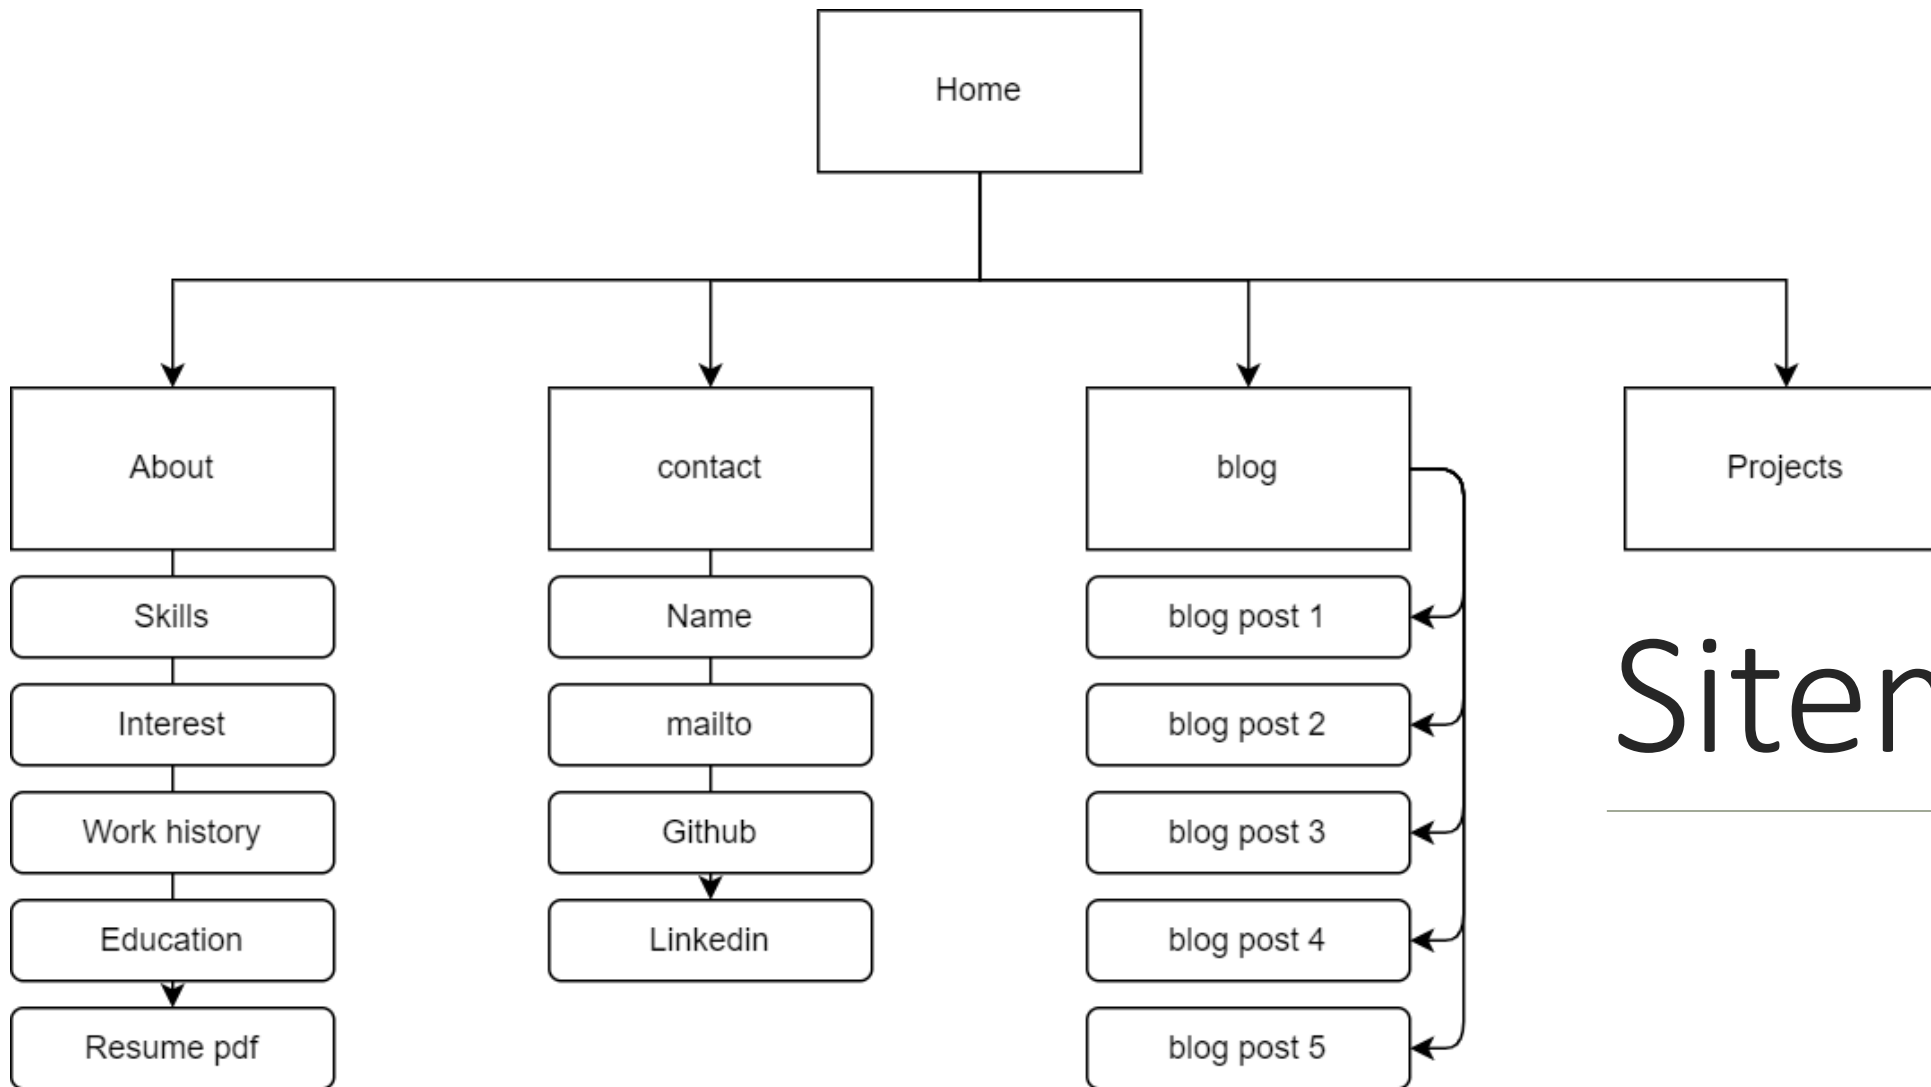 Home
About
contact
blog
Projects
Skills
Name
blog post 1
Interest
mailto
blog post 2
Work history
Github
blog post 3
Education
Linkedin
blog post 4
Resume pdf
blog post 5